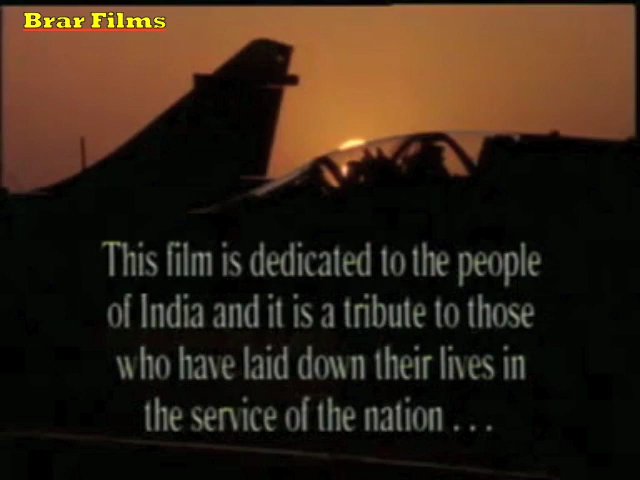 Brar Films
This film is dedicated to the people
of India and it is a tribute to those
who have laid down their lives in
the service of the nation . . .